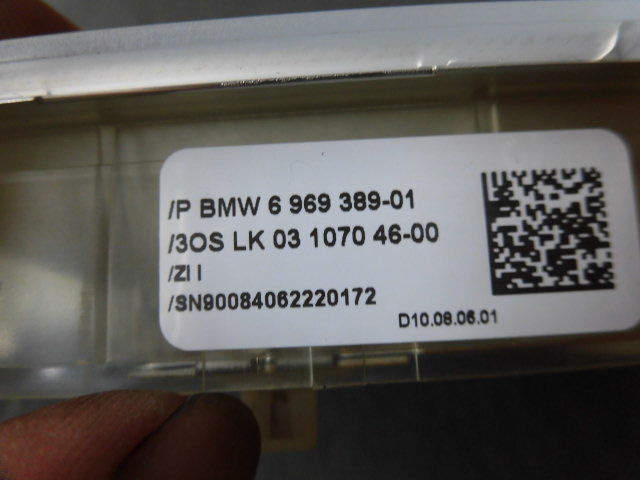 /P BMW 6 969 389-01
/3OS LK 03 1070 46-00
/ZI I
/SN90084062220172
D10.08.06.01